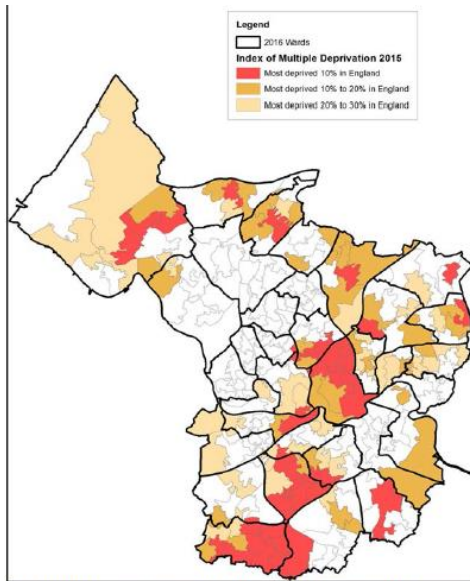 Legend
2016 Wards
Index of Multiple Deprivation 2015
Most deprived 10% in England
Most deprived 10% to 20% in England
Most deprived 20% to 30% in England